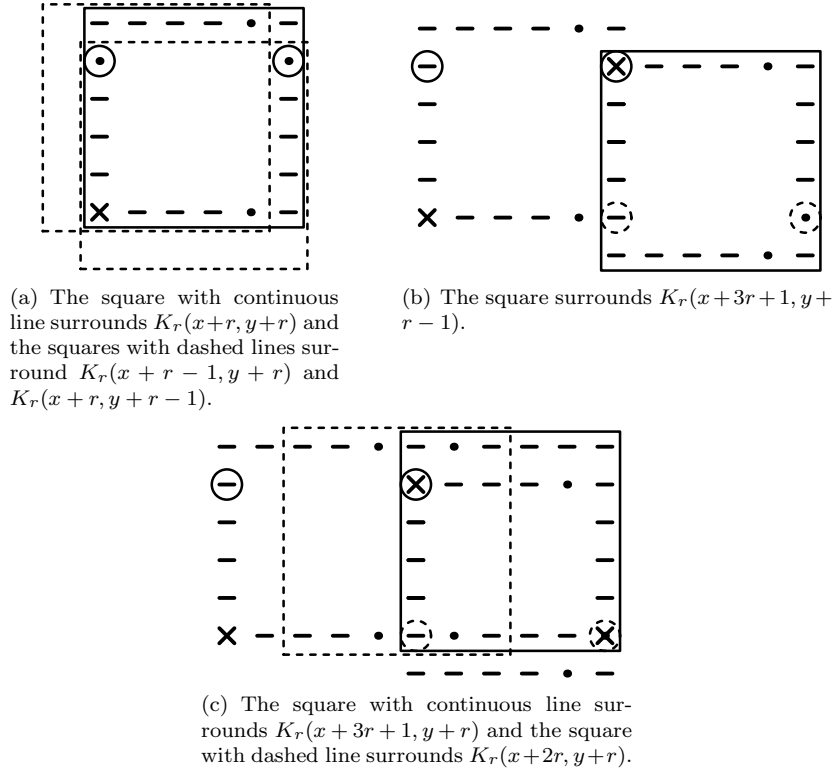 (a) The square with continuous
line surrounds K_r(x+r, y+r) and
the squares with dashed lines sur-
round K_r(x + r − 1, y + r) and
K_r(x + r, y + r − 1).
(b) The square surrounds K_r(x+3r+1, y+
r − 1).
(c) The square with continuous line sur-
rounds K_r(x + 3r + 1, y + r) and the square
with dashed line surrounds K_r(x+2r, y+r).